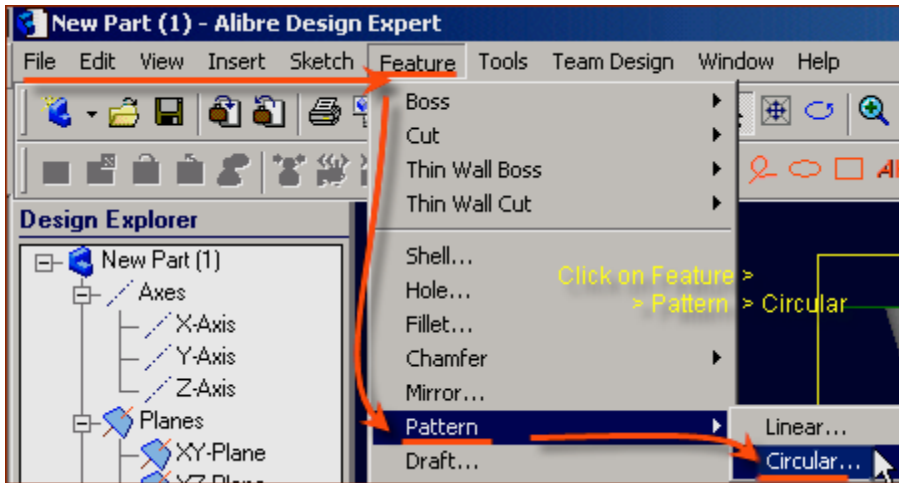 New Part (1) - Alibre Design Expert
File Edit View Insert Sketch Feature Tools Team Design Window Help
Boss
Cut
Thin Wall Boss
Thin Wall Cut
Shell...
Hole...
Fillet...
Chamfer
Mirror...
Pattern
Draft...
Linear...
Circular...
Click on Feature >
> Pattern > Circular
Design Explorer
New Part (1)
Axes
X-Axis
Y-Axis
Z-Axis
Planes
XY-Plane
YZ-Plane